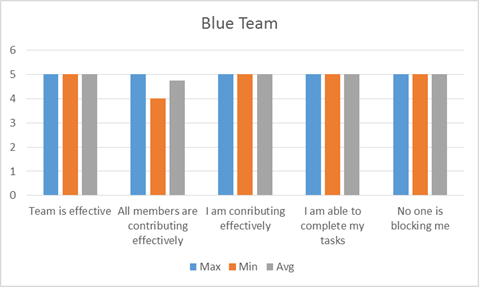 Blue Team
6
5
4
3
2
1
0
Team is effective
All members are
contributing
effectively
I am conributing
effectively
I am able to
complete my
tasks
No one is
blocking me
Max Min Avg